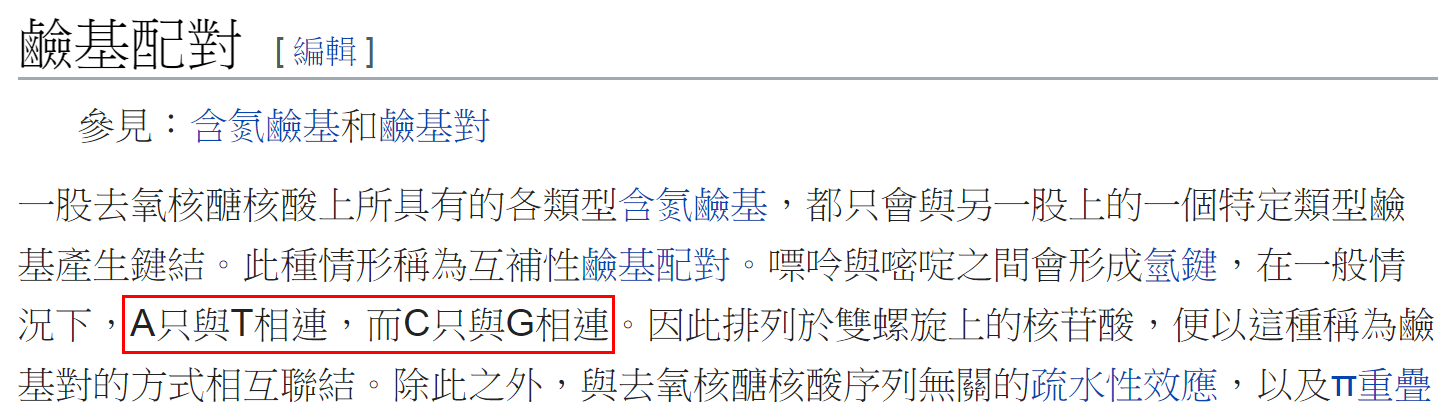 鹼基配對 [ 編輯 ]
參見：含氮鹼基和鹼基對
一股去氧核醣核酸上所具有的各類型含氮鹼基，都只會與另一股上的一個特定類型鹼
基產生鍵結。此種情形稱為互補性鹼基配對。嘌呤與嘧啶之間會形成氫鍵，在一般情
況下，A只與T相連，而C只與G相連。因此排列於雙螺旋上的核苷酸，便以這種稱為鹼
基對的方式相互聯結。除此之外，與去氧核醣核酸序列無關的疏水性效應，以及π重疊